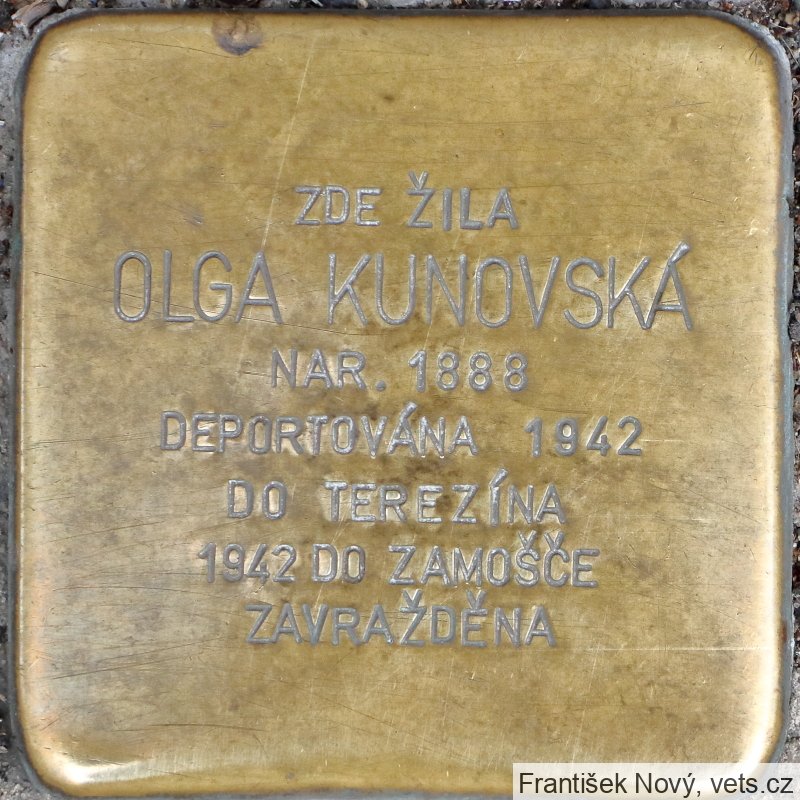 ZDE ŽILA
OLGA KUNOVSKÁ
NAR. 1888
DEPORTOVÁNA 1942
DO TEREZÍNA
1942 DO ZAMOŠČE
ZAVRAŽDĚNA
František Nový, vets.cz